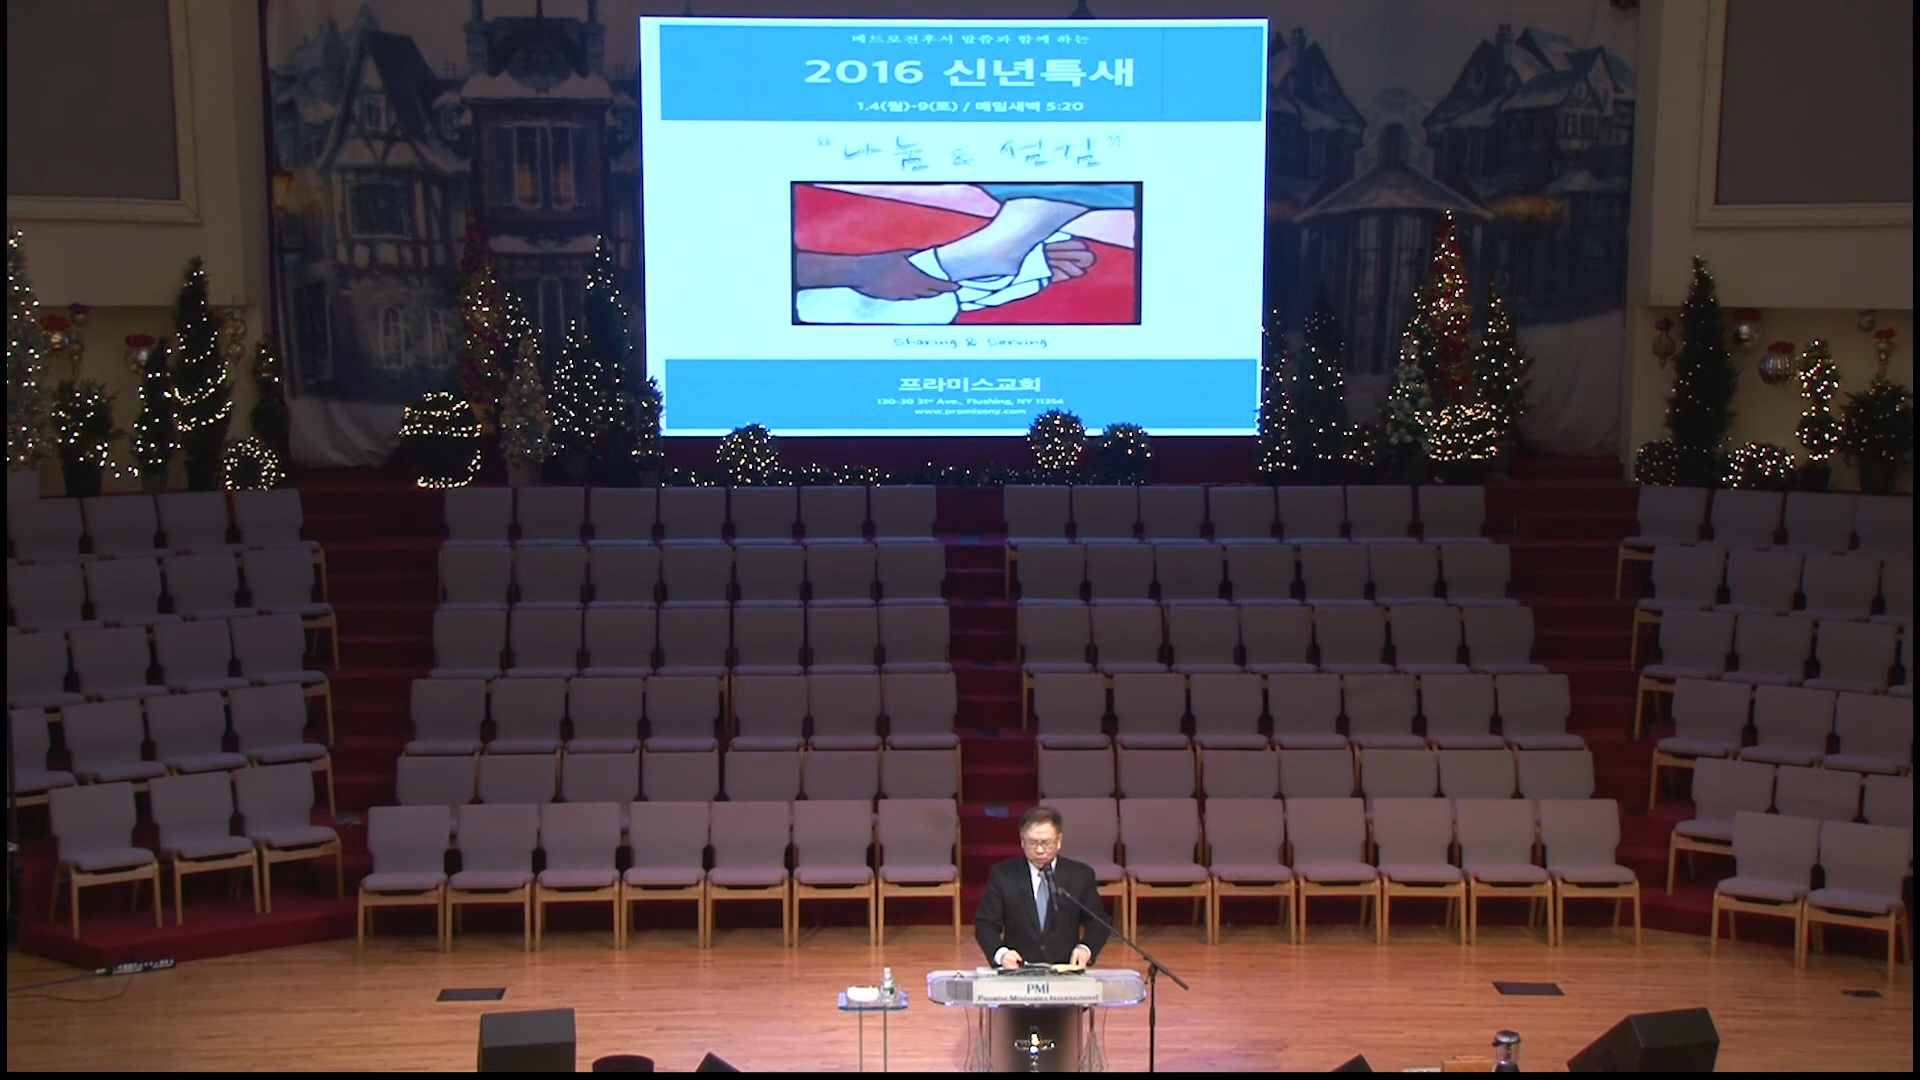 베드로전후서 말씀과 함께 하는
2016 신년특새
1.4(월)-9(토) / 매일새벽 5:20
"나눔 & 섬김"
Sharing & Serving
프라미스교회
130-30 31st Ave., Flushing, NY 11354
www.promiseny.com
PMI
Promise Ministries International